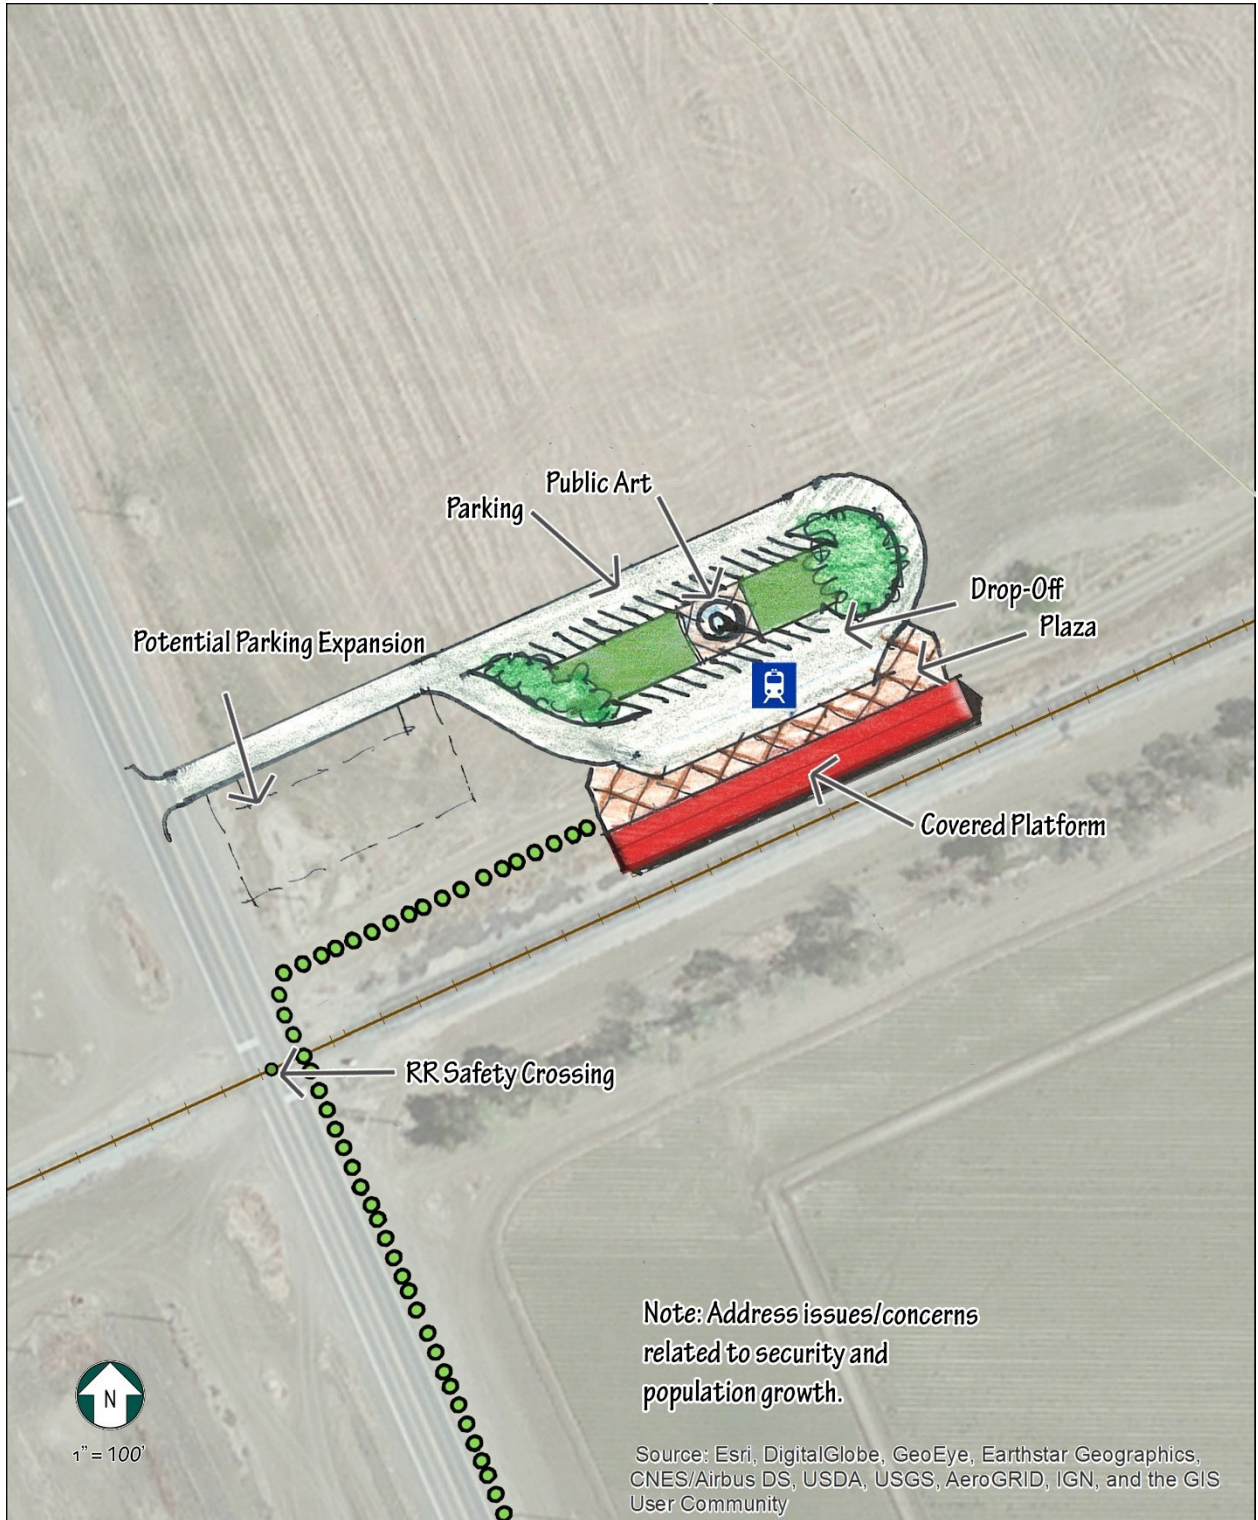 Public Art
Parking
Drop-Off
Plaza
Potential Parking Expansion
Covered Platform
RR Safety Crossing
Note: Address issues/concerns
related to security and
population growth.
N
1" = 100'
Source: Esri, DigitalGlobe, GeoEye, Earthstar Geographics,
CNES/Airbus DS, USDA, USGS, AeroGRID, IGN, and the GIS
User Community